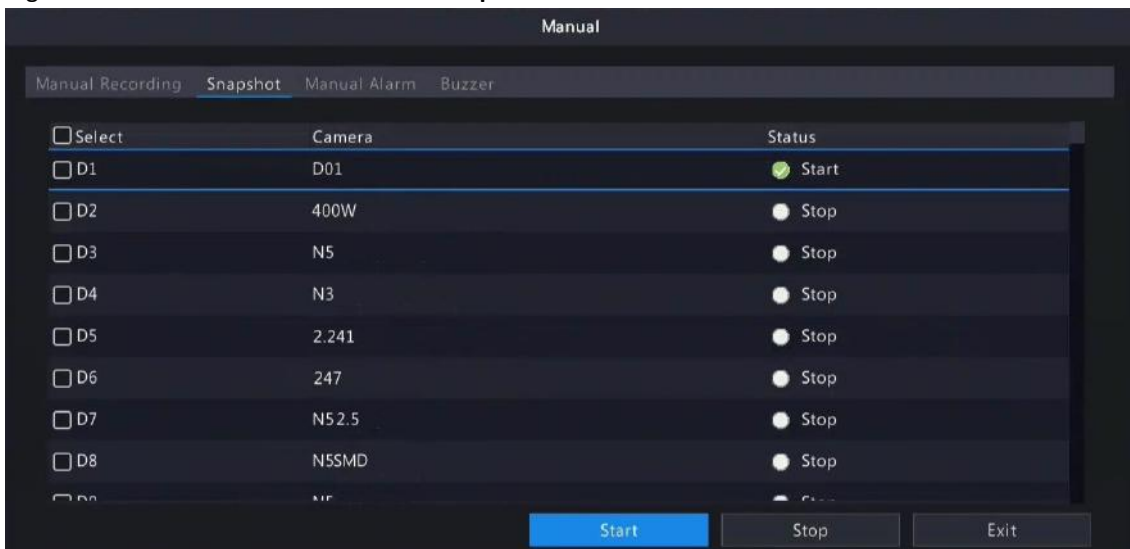 Manual
Manual Recording Snapshot Manual Alarm Buzzer
Select Camera Status
D1 D01 Start
D2 400W Stop
D3 N5 Stop
D4 N3 Stop
D5 2.241 Stop
D6 247 Stop
D7 N52.5 Stop
D8 N5SMD Stop
Start Stop Exit